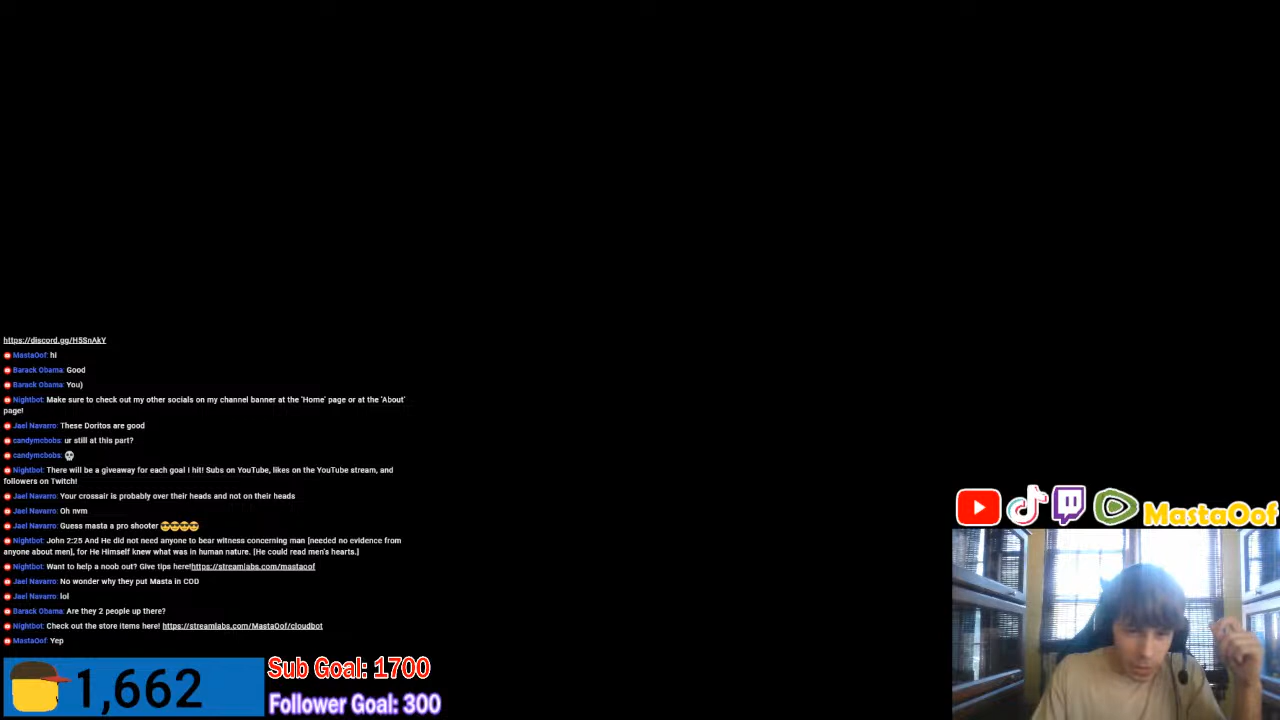 https://discord.gg/H5SnAkY
MastaOof: hi
Barack Obama: Good
Barack Obama: You)
Nightbot: Make sure to check out my other socials on my channel banner at the 'Home' page or at the 'About'
page!
Jael Navarro: These Doritos are good
candymcbobs: ur still at this part?
candymcbobs: 💀
Nightbot: There will be a giveaway for each goal I hit! Subs on YouTube, likes on the YouTube stream, and
followers on Twitch!
Jael Navarro: Your crossair is probably over their heads and not on their heads
Jael Navarro: Oh nvm
Jael Navarro: Guess masta a pro shooter 😎😎😎😎
Nightbot: John 2:25 And He did not need anyone to bear witness concerning man [needed no evidence from
anyone about men], for He Himself knew what was in human nature. [He could read men's hearts.]
Nightbot: Want to help a noob out? Give tips here!https://streamlabs.com/mastaoof
Jael Navarro: No wonder why they put Masta in CDD
Jael Navarro: lol
Barack Obama: Are they 2 people up there?
Nightbot: Check out the store items here! https://streamlabs.com/MastaOof/cloudbot
MastaOof: Yep
1,662
Sub Goal: 1700
Follower Goal: 300
MastaOof